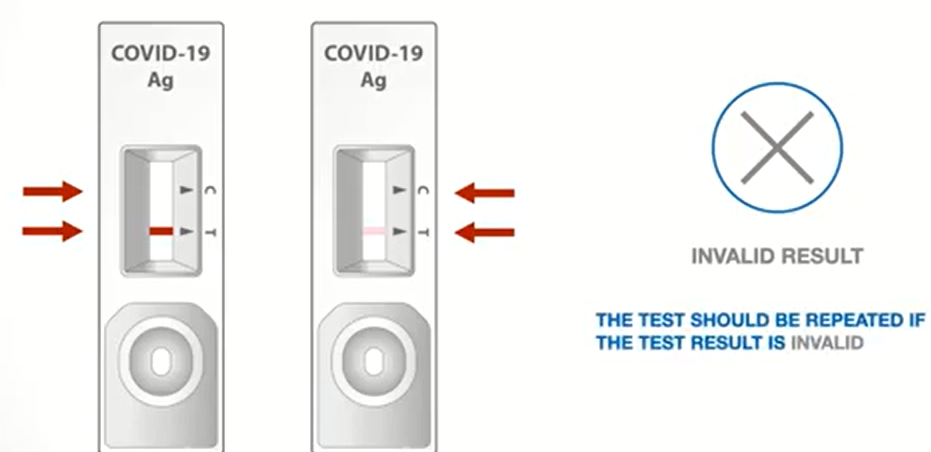 COVID-19
Ag
C
T
COVID-19
Ag
C
T
INVALID RESULT
THE TEST SHOULD BE REPEATED IF
THE TEST RESULT IS INVALID